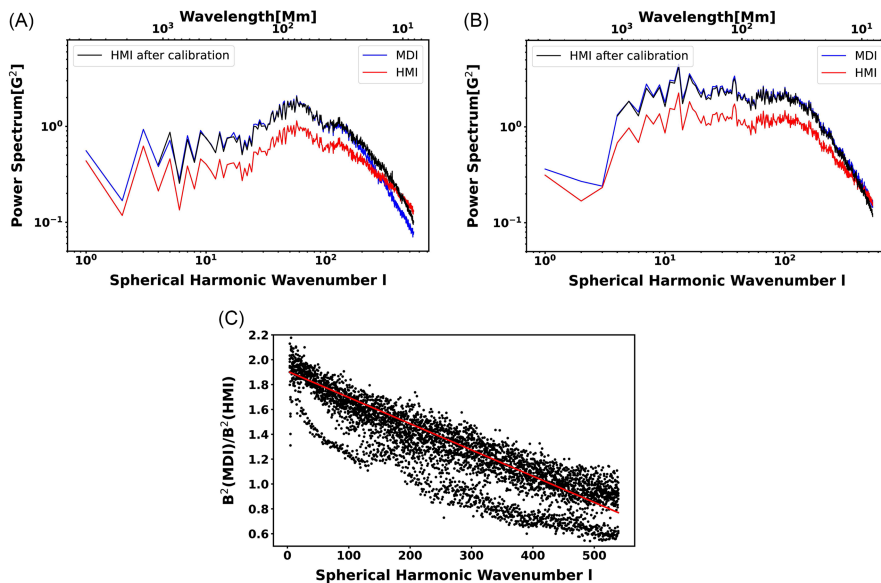 (A)
Wavelength[Mm]
10³ 10² 10¹
HMI after calibration
MDI
HMI
Power Spectrum[G²]
10⁰
10⁻¹
10⁰ 10¹ 10²
Spherical Harmonic Wavenumber l
(B)
Wavelength[Mm]
10³ 10² 10¹
HMI after calibration
MDI
HMI
Power Spectrum[G²]
10⁰
10⁻¹
10⁰ 10¹ 10²
Spherical Harmonic Wavenumber l
(C)
B²(MDI)/B²(HMI)
2.2
2.0
1.8
1.6
1.4
1.2
1.0
0.8
0.6
0 100 200 300 400 500
Spherical Harmonic Wavenumber l